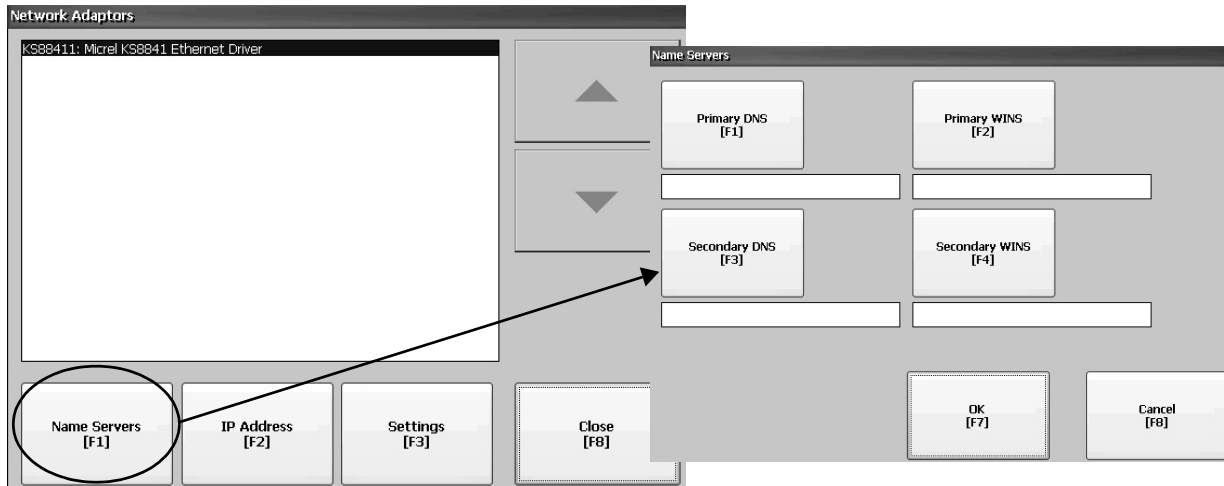 Network Adaptors
KS88411: Micrel KS8841 Ethernet Driver
Name Servers
[F1]
IP Address
[F2]
Settings
[F3]
Close
[F8]
Name Servers
Primary DNS
[F1]
Primary WINS
[F2]
Secondary DNS
[F3]
Secondary WINS
[F4]
OK
[F7]
Cancel
[F8]